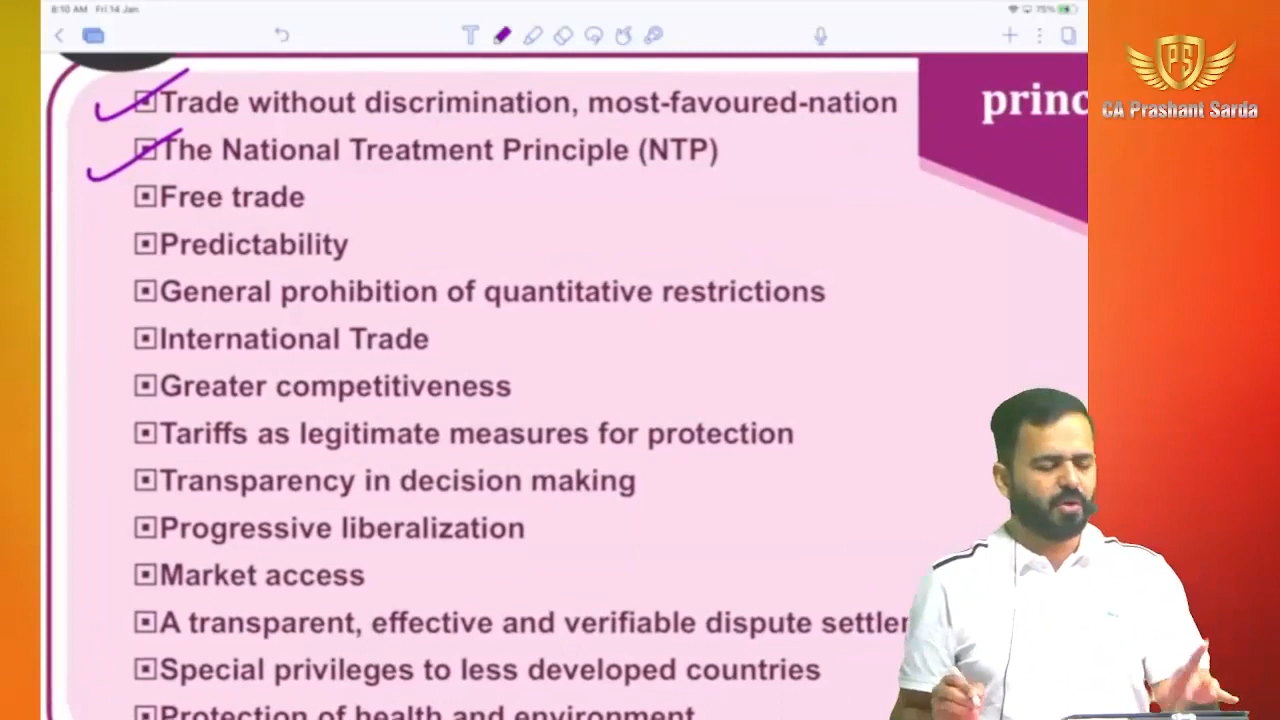 8:10 AM Fri 14 Jan
75%
princ
PS
CA Prashant Sarda
Trade without discrimination, most-favoured-nation
The National Treatment Principle (NTP)
Free trade
Predictability
General prohibition of quantitative restrictions
International Trade
Greater competitiveness
Tariffs as legitimate measures for protection
Transparency in decision making
Progressive liberalization
Market access
A transparent, effective and verifiable dispute settler
Special privileges to less developed countries
Protection of health and environment